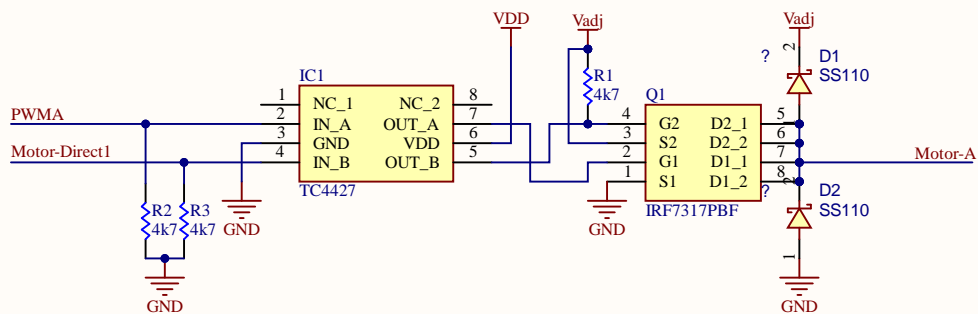 VDD
Vadj
Vadj
?
2
D1
SS110
IC1
R1
4k7
Q1
PWMA
1
NC_1
NC_2
8
2
IN_A
OUT_A
7
3
GND
VDD
6
4
IN_B
OUT_B
5
TC4427
Motor-Direct1
4
G2
D2_1
5
3
S2
D2_2
6
2
G1
D1_1
7
1
S1
D1_2
8
IRF7317PBF
Motor-A
?
2
D2
SS110
1
R2
4k7
R3
4k7
GND
GND
GND
GND